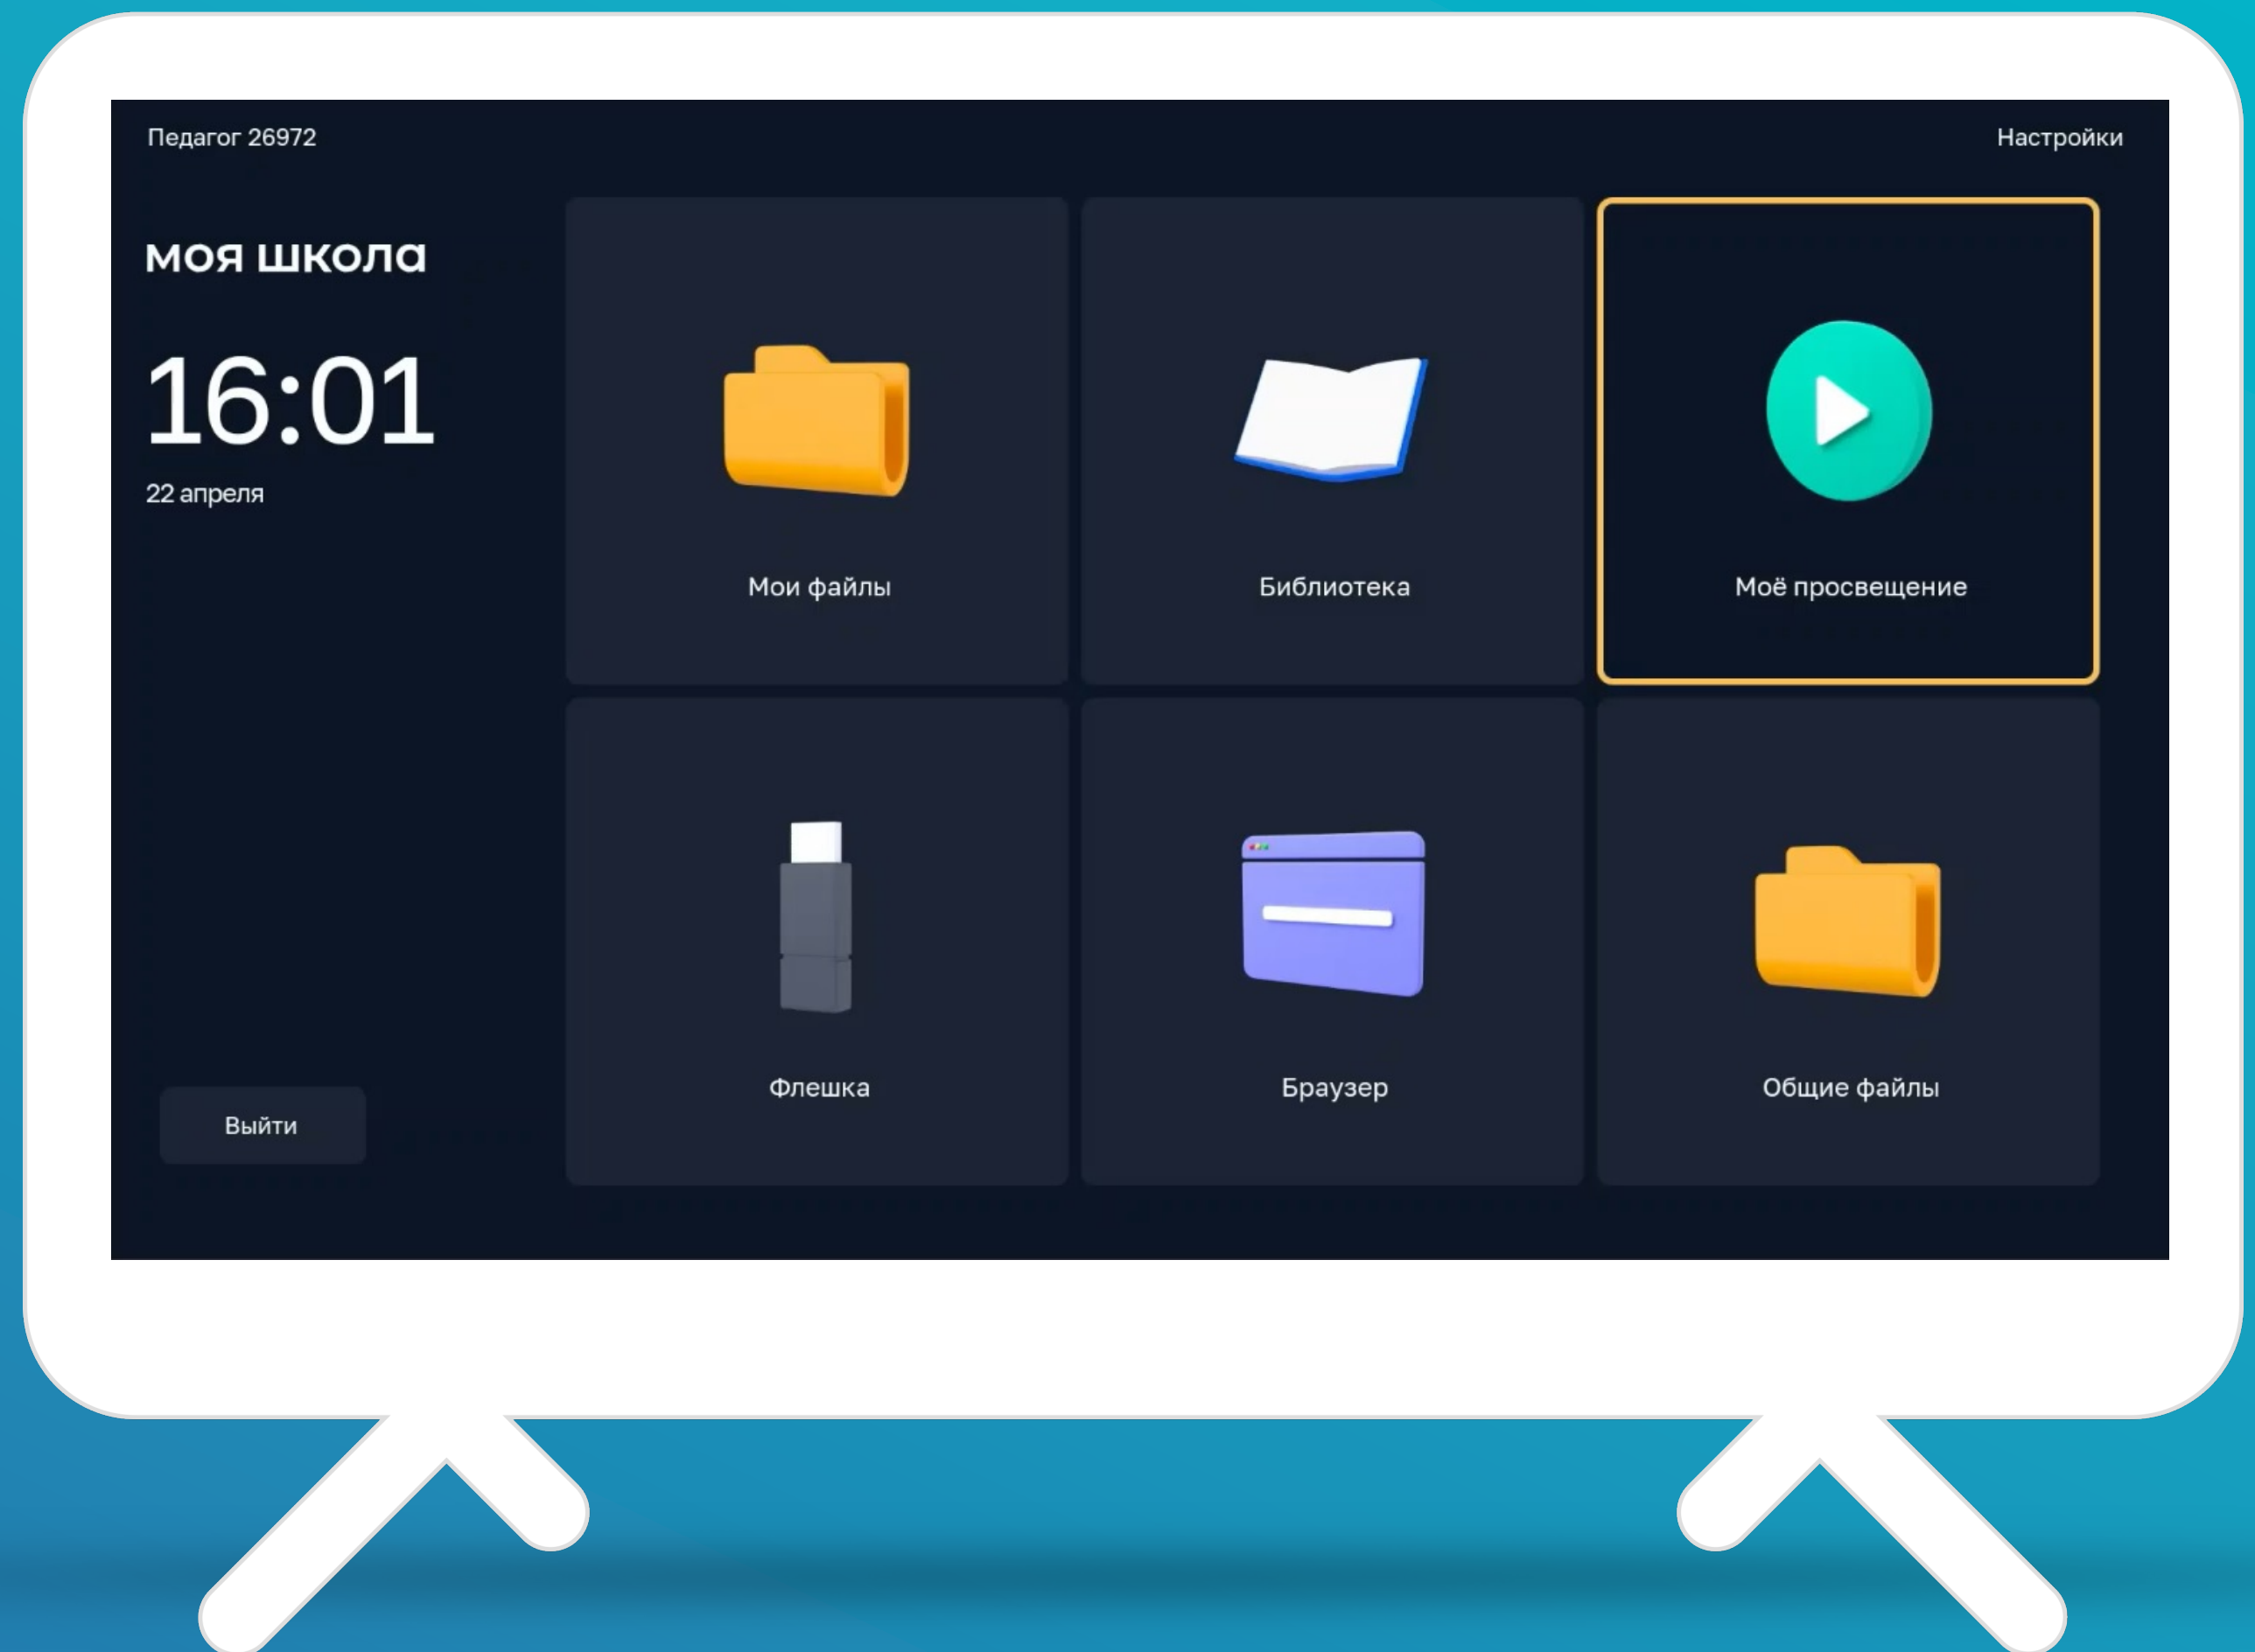 Педагог 26972
Настройки
моя школа
16:01
22 апреля
Мои файлы
Библиотека
Моё просвещение
Флешка
Браузер
Общие файлы
Выйти